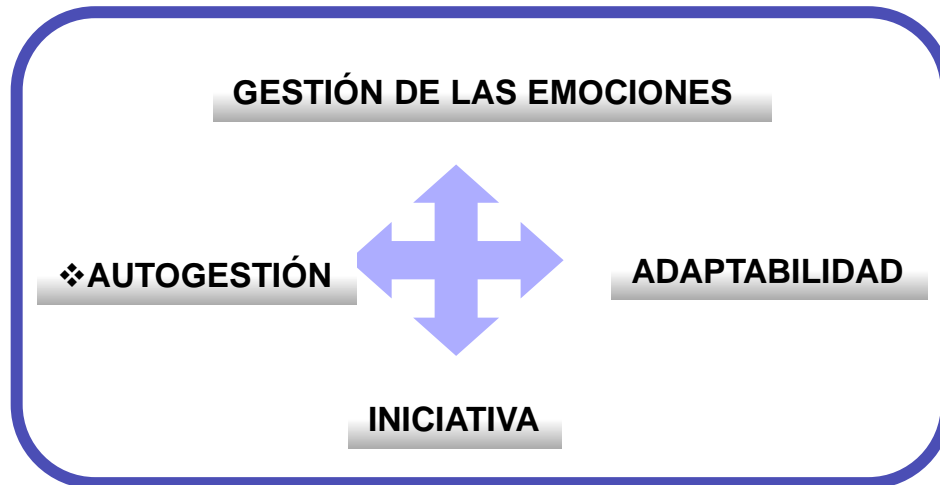 GESTIÓN DE LAS EMOCIONES
❖AUTOGESTIÓN
ADAPTABILIDAD
INICIATIVA